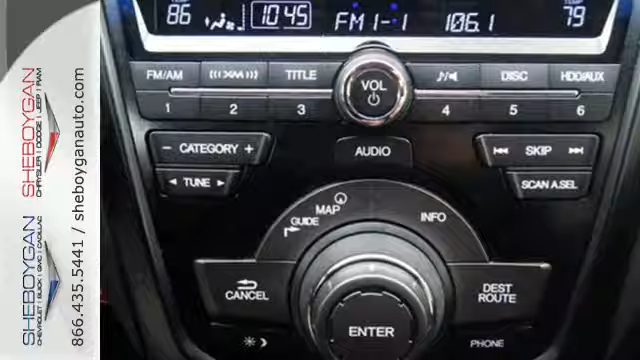 SHEBOYGAN
CHRYSLER | DODGE | JEEP | RAM
SHEBOYGAN
CHEVROLET | BUICK | GMC | CADILLAC
866.435.5441 / sheboyganauto.com
TEMP
86
10:45
FM1-1
106.1
TEMP
79
FM/AM
XM
TITLE
VOL
DISC
HDD/AUX
1
2
3
4
5
6
- CATEGORY +
AUDIO
SKIP
TUNE
SCAN A.SEL
MAP
GUIDE
INFO
CANCEL
DEST
ROUTE
ENTER
PHONE